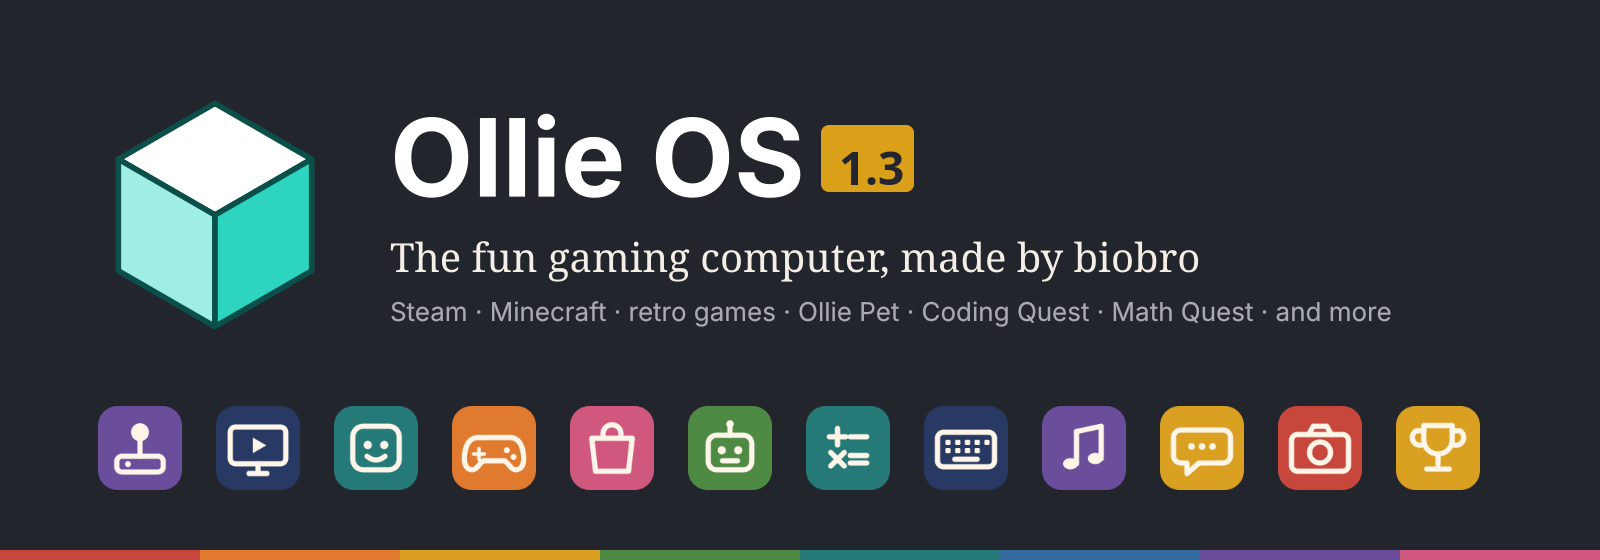 Ollie OS 1.3
The fun gaming computer, made by biobro
Steam · Minecraft · retro games · Ollie Pet · Coding Quest · Math Quest · and more